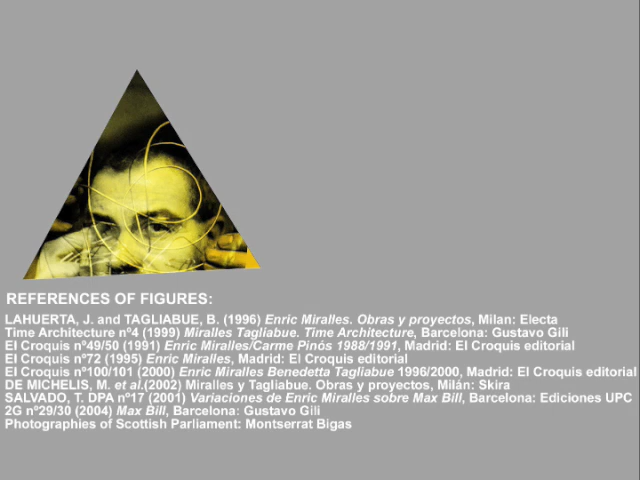 REFERENCES OF FIGURES:
LAHUERTA, J. and TAGLIABUE, B. (1996) Enric Miralles. Obras y proyectos, Milan: Electa
Time Architecture nº4 (1999) Miralles Tagliabue. Time Architecture, Barcelona: Gustavo Gili
El Croquis nº49/50 (1991) Enric Miralles/Carme Pinós 1988/1991, Madrid: El Croquis editorial
El Croquis nº72 (1995) Enric Miralles, Madrid: El Croquis editorial
El Croquis nº100/101 (2000) Enric Miralles Benedetta Tagliabue 1996/2000, Madrid: El Croquis editorial
DE MICHELIS, M. et al.(2002) Miralles y Tagliabue. Obras y proyectos, Milán: Skira
SALVADO, T. DPA nº17 (2001) Variaciones de Enric Miralles sobre Max Bill, Barcelona: Ediciones UPC
2G nº29/30 (2004) Max Bill, Barcelona: Gustavo Gili
Photographies of Scottish Parliament: Montserrat Bigas